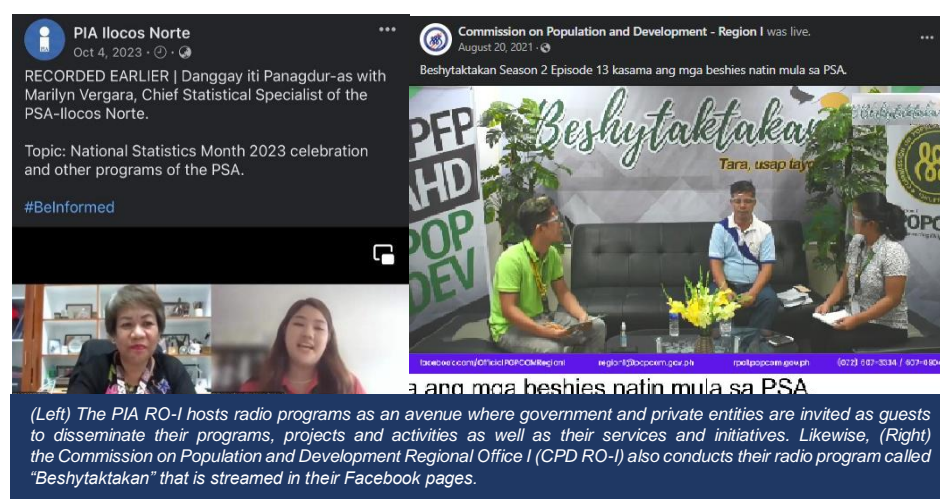 PIA Ilocos Norte
Oct 4, 2023
RECORDED EARLIER | Danggay iti Panagdur-as with
Marilyn Vergara, Chief Statistical Specialist of the
PSA-Ilocos Norte.
Topic: National Statistics Month 2023 celebration
and other programs of the PSA.
#BeInformed
Commission on Population and Development - Region I was live.
August 20, 2021
Beshytaktakan Season 2 Episode 13 kasama ang mga beshies natin mula sa PSA.
Beshytaktakan
Tara, usap tayo
PFP
AHD
POP
DEV
POPC
a ang mga beshies natin mula sa PSA
(Left) The PIA RO-I hosts radio programs as an avenue where government and private entities are invited as guests
to disseminate their programs, projects and activities as well as their services and initiatives. Likewise, (Right)
the Commission on Population and Development Regional Office I (CPD RO-I) also conducts their radio program called
“Beshytaktakan” that is streamed in their Facebook pages.